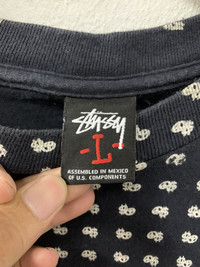 Stüssy
-L-
ASSEMBLED IN MEXICO
OF U.S. COMPONENTS